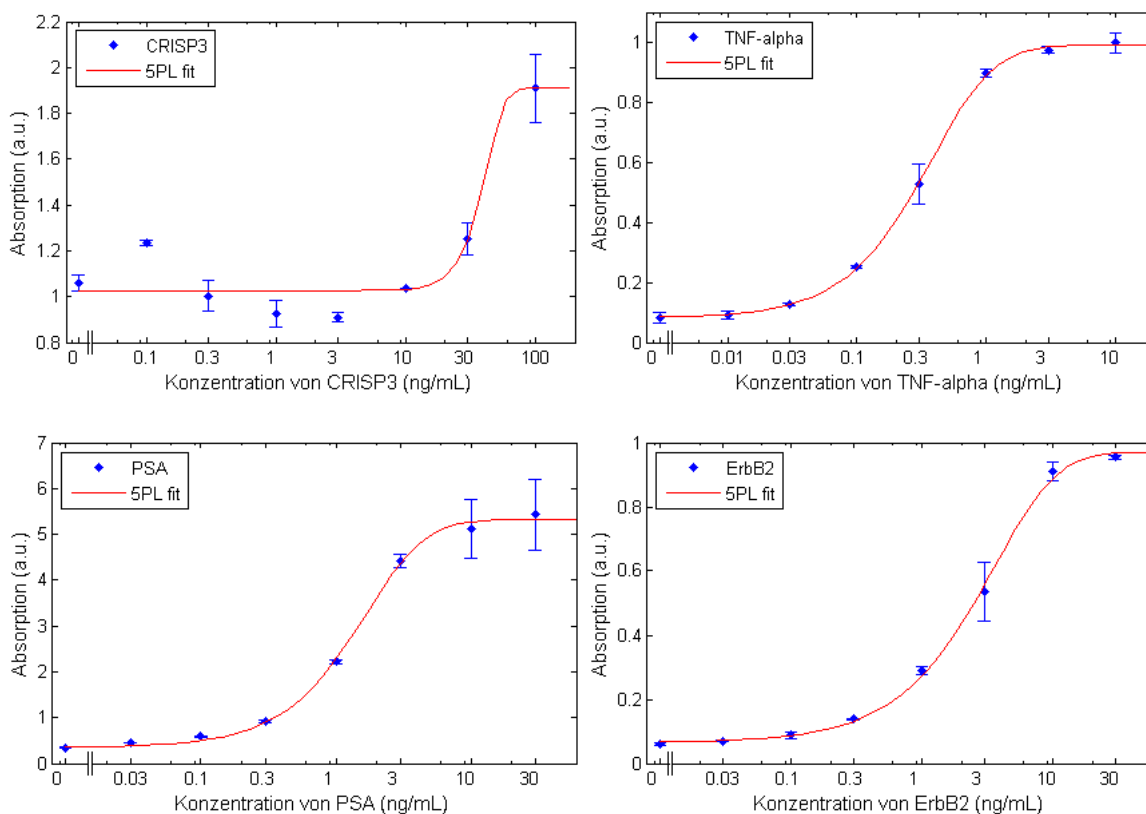 CRISP3
5PL fit
2.2
2
1.8
1.6
1.4
1.2
1
0.8
Absorption (a.u.)
0 0.1 0.3 1 3 10 30 100
Konzentration von CRISP3 (ng/mL)
TNF-alpha
5PL fit
1
0.8
0.6
0.4
0.2
0
Absorption (a.u.)
0 0.01 0.03 0.1 0.3 1 3 10
Konzentration von TNF-alpha (ng/mL)
PSA
5PL fit
7
6
5
4
3
2
1
0
Absorption (a.u.)
0 0.03 0.1 0.3 1 3 10 30
Konzentration von PSA (ng/mL)
ErbB2
5PL fit
1
0.8
0.6
0.4
0.2
0
Absorption (a.u.)
0 0.03 0.1 0.3 1 3 10 30
Konzentration von ErbB2 (ng/mL)